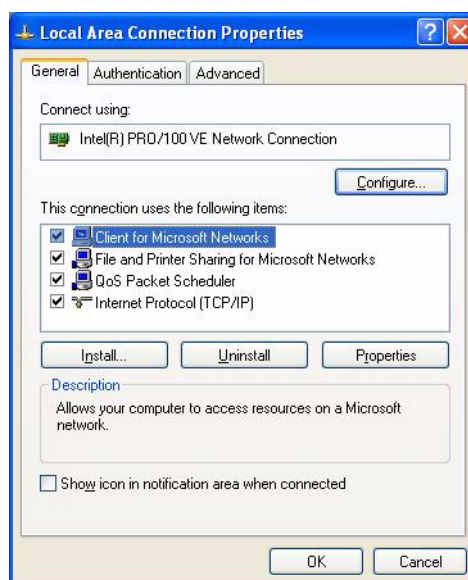 Local Area Connection Properties
General Authentication Advanced
Connect using:
Intel(R) PRO/100 VE Network Connection
Configure...
This connection uses the following items:
Client for Microsoft Networks
File and Printer Sharing for Microsoft Networks
QoS Packet Scheduler
Internet Protocol (TCP/IP)
Install... Uninstall Properties
Description
Allows your computer to access resources on a Microsoft
network.
Show icon in notification area when connected
OK Cancel